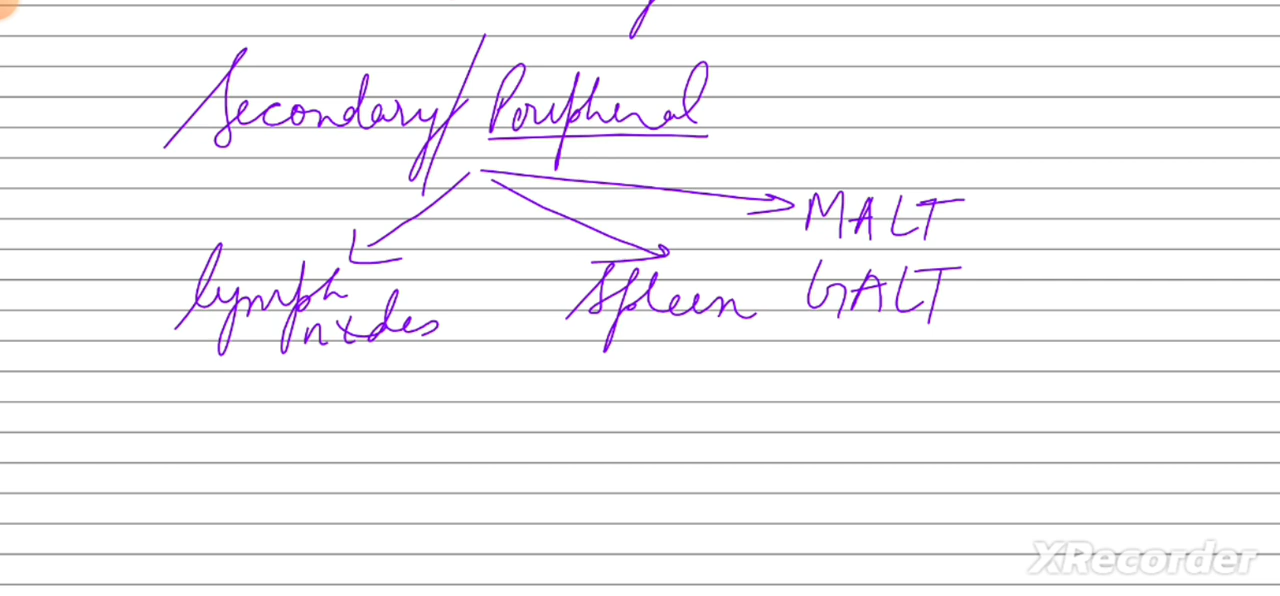 Secondary/ Peripheral
MALT
lymph nodes
Spleen
GALT
XRecorder